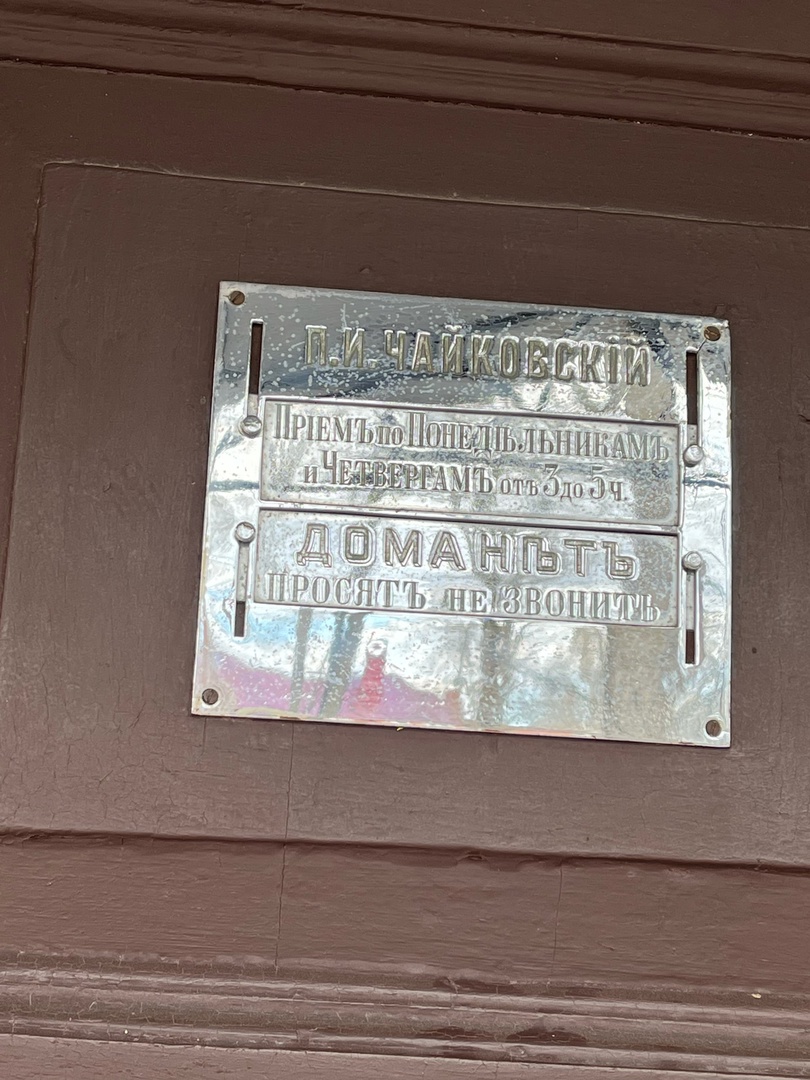 П.И.ЧАЙКОВСКІЙ
ПРІЕМЪ по ПОНЕДѢЛЬНИКАМЪ
и ЧЕТВЕРГАМЪ отъ 3 до 5 ч.
ДОМА НѢТЪ
ПРОСЯТЪ НЕ ЗВОНИТЬ